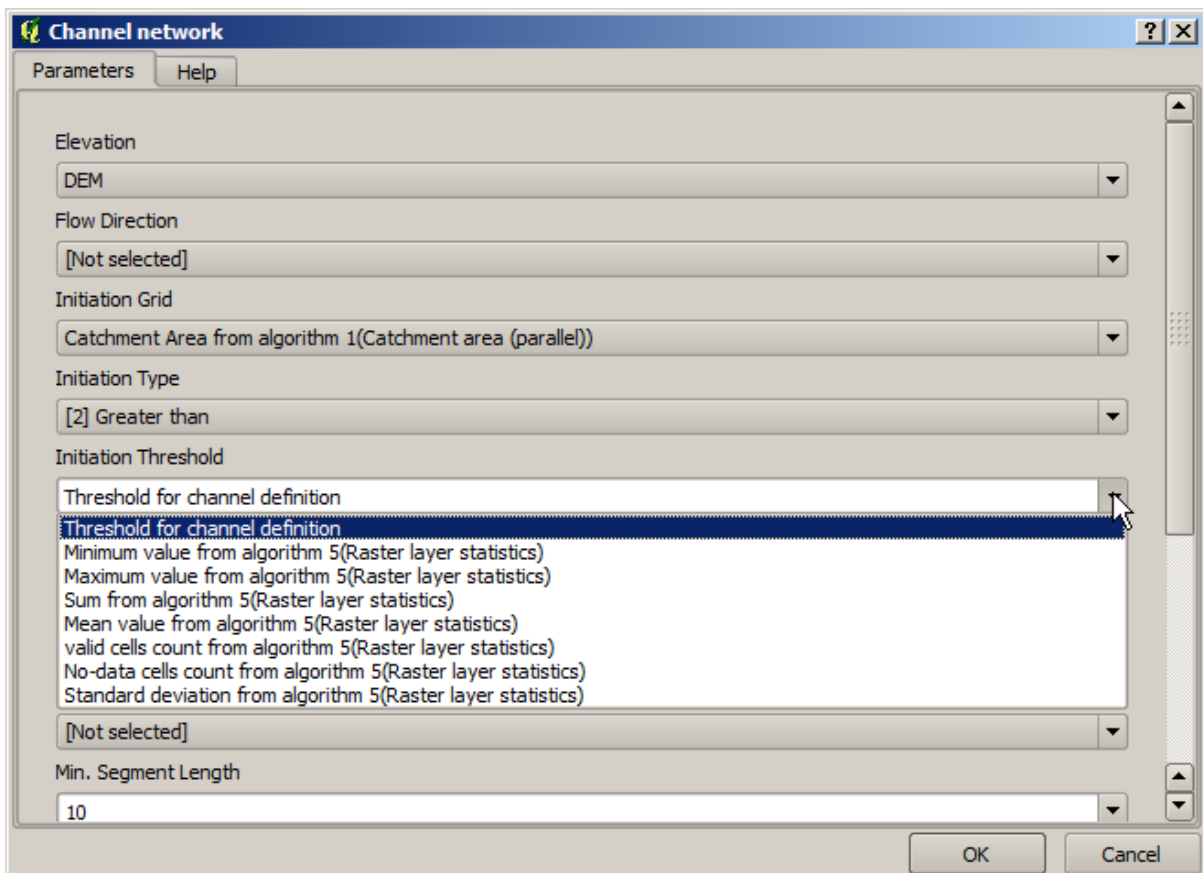 Channel network
Parameters Help
Elevation
DEM
Flow Direction
[Not selected]
Initiation Grid
Catchment Area from algorithm 1(Catchment area (parallel))
Initiation Type
[2] Greater than
Initiation Threshold
Threshold for channel definition
Threshold for channel definition
Minimum value from algorithm 5(Raster layer statistics)
Maximum value from algorithm 5(Raster layer statistics)
Sum from algorithm 5(Raster layer statistics)
Mean value from algorithm 5(Raster layer statistics)
valid cells count from algorithm 5(Raster layer statistics)
No-data cells count from algorithm 5(Raster layer statistics)
Standard deviation from algorithm 5(Raster layer statistics)
[Not selected]
Min. Segment Length
10
OK Cancel